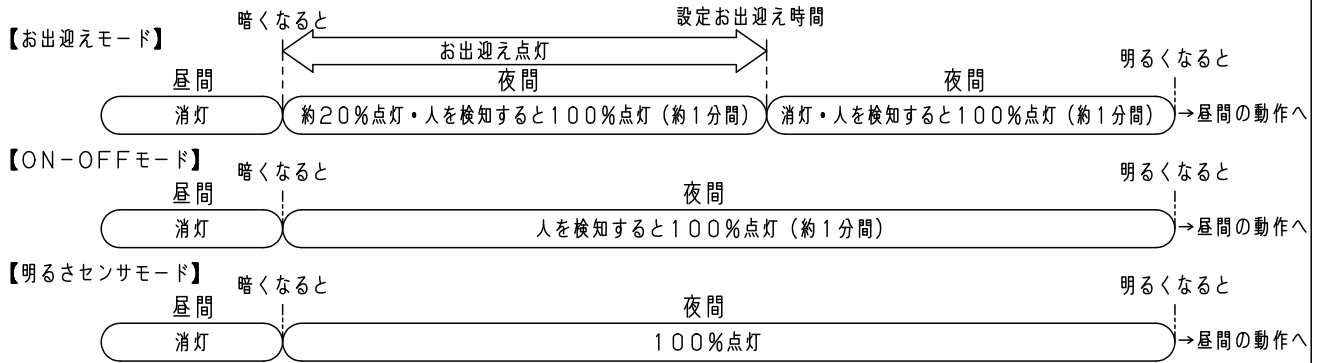 【お出迎えモード】
暗くなると
設定お出迎え時間
お出迎え点灯
明るくなると
昼間
夜間
夜間
消灯
約20%点灯・人を検知すると100%点灯(約1分間)
消灯・人を検知すると100%点灯(約1分間)
→昼間の動作へ
【ON-OFFモード】
暗くなると
明るくなると
昼間
夜間
消灯
人を検知すると100%点灯(約1分間)
→昼間の動作へ
【明るさセンサモード】
暗くなると
明るくなると
昼間
夜間
消灯
100%点灯
→昼間の動作へ